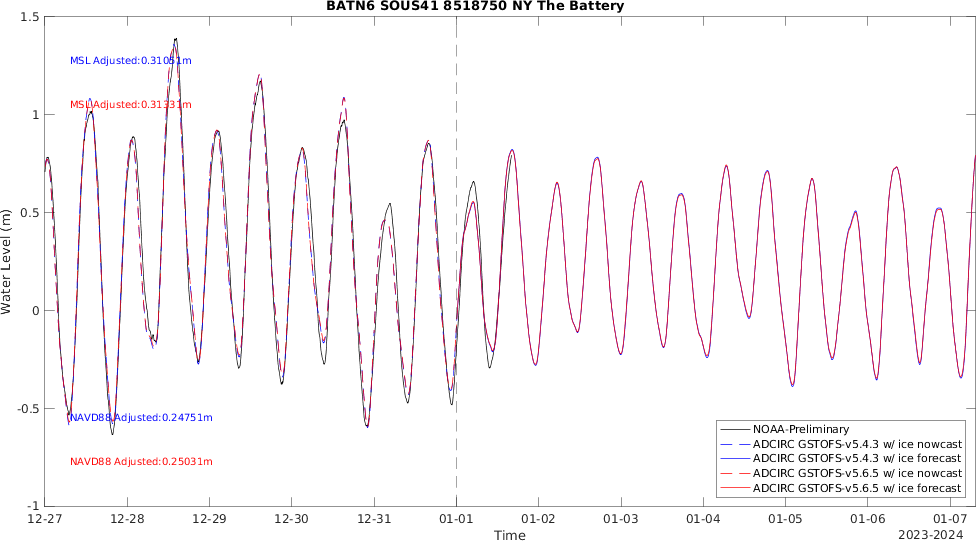 BATN6 SOUS41 8518750 NY The Battery
1.5
MSL Adjusted:0.31051m
MSL Adjusted:0.31331m
1
0.5
Water Level (m)
0
-0.5
NAVD88 Adjusted:0.24751m
NAVD88 Adjusted:0.25031m
NOAA-Preliminary
ADCIRC GSTOFS-v5.4.3 w/ ice nowcast
ADCIRC GSTOFS-v5.4.3 w/ ice forecast
ADCIRC GSTOFS-v5.6.5 w/ ice nowcast
ADCIRC GSTOFS-v5.6.5 w/ ice forecast
-1
12-27 12-28 12-29 12-30 12-31 01-01 01-02 01-03 01-04 01-05 01-06 01-07
Time
2023-2024